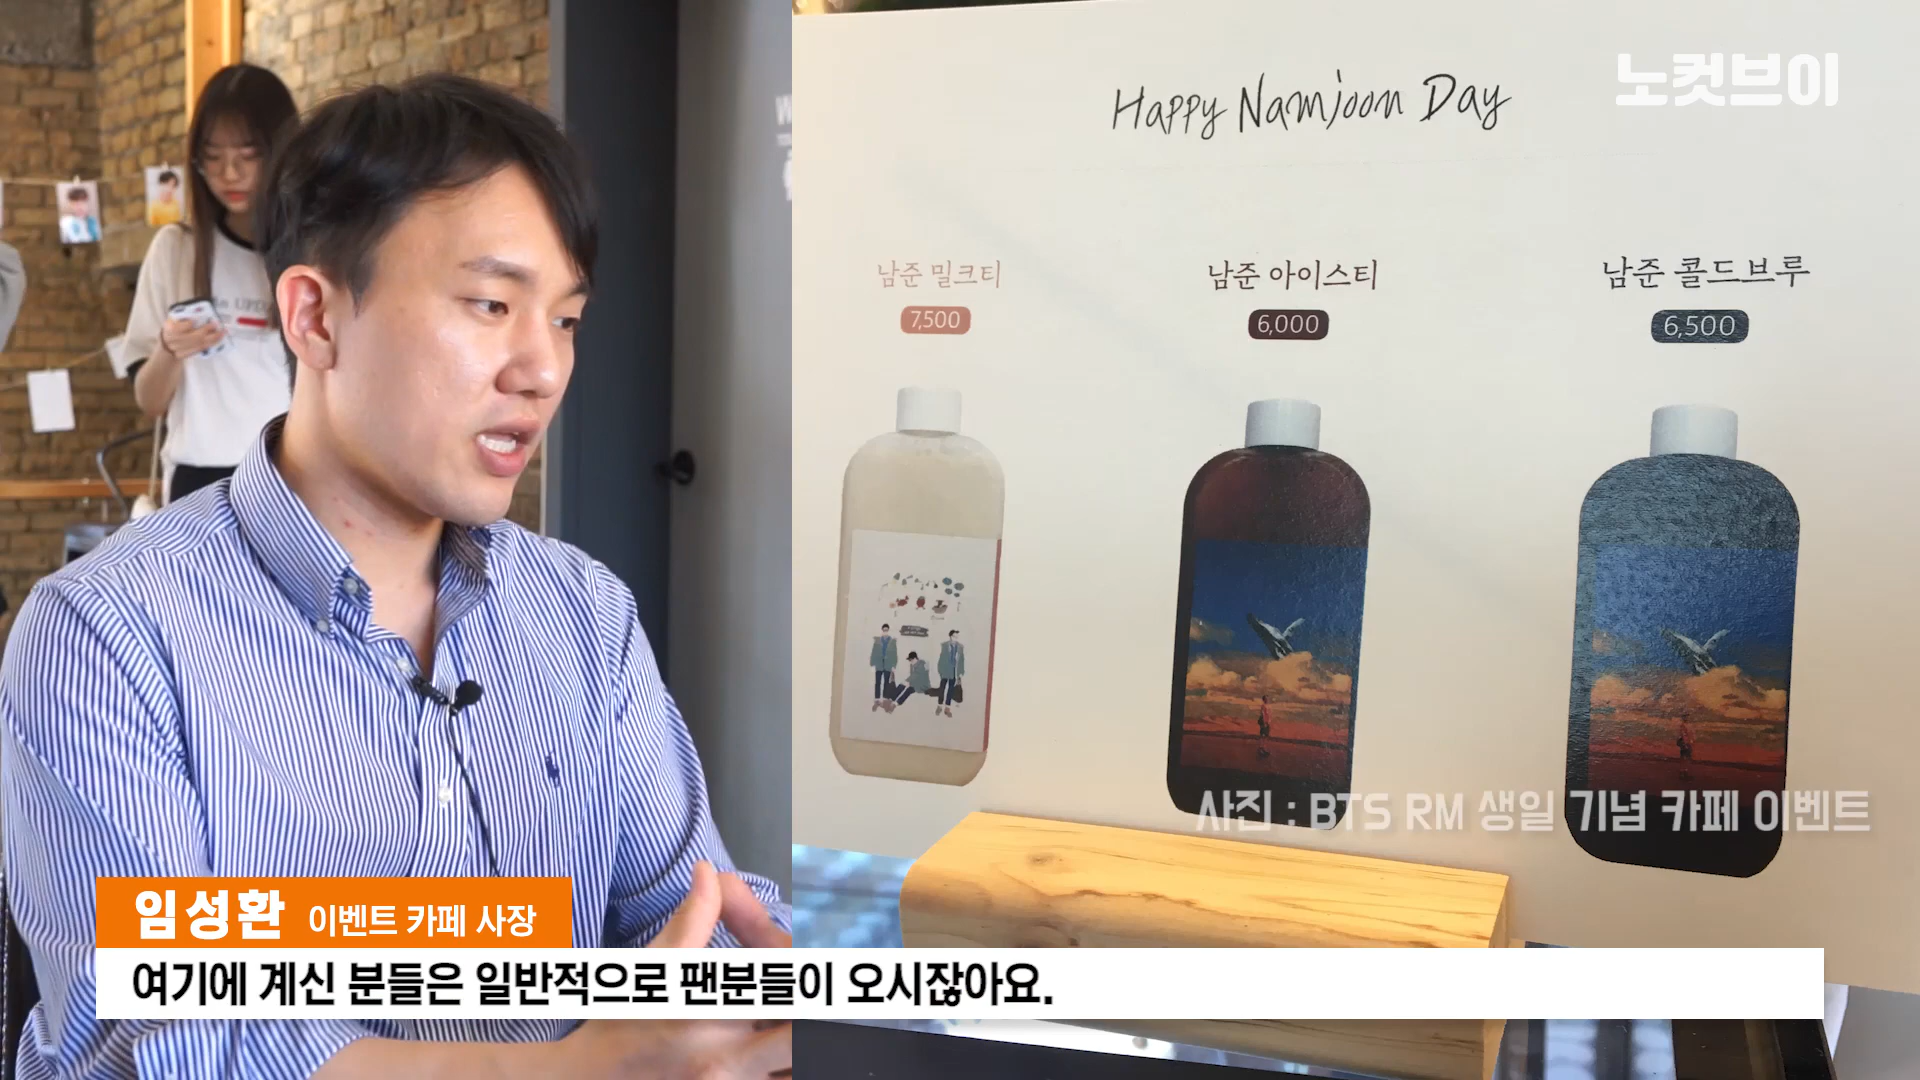 노컷브이
Happy Namjoon Day
남준 밀크티
7,500
남준 아이스티
6,000
남준 콜드브루
6,500
사진 : BTS RM 생일 기념 카페 이벤트
임성환 이벤트 카페 사장
여기에 계신 분들은 일반적으로 팬분들이 오시잖아요.